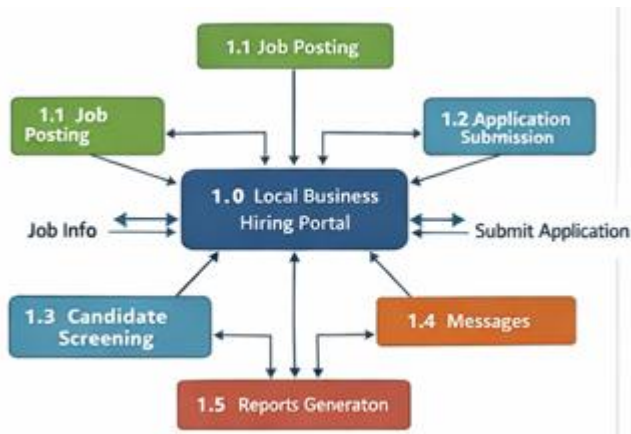 1.1 Job Posting
1.1 Job
Posting
1.2 Application
Submission
1.0 Local Business
Hiring Portal
Job Info
Submit Application
1.3 Candidate
Screening
1.4 Messages
1.5 Reports Generaton